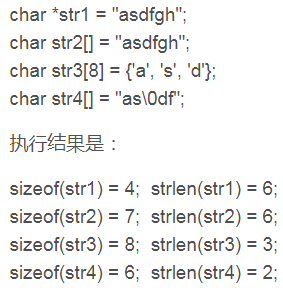 char *str1 = "asdfgh";
char str2[] = "asdfgh";
char str3[8] = {'a', 's', 'd'};
char str4[] = "as\0df";
执行结果是：
sizeof(str1) = 4;  strlen(str1) = 6;
sizeof(str2) = 7;  strlen(str2) = 6;
sizeof(str3) = 8;  strlen(str3) = 3;
sizeof(str4) = 6;  strlen(str4) = 2;